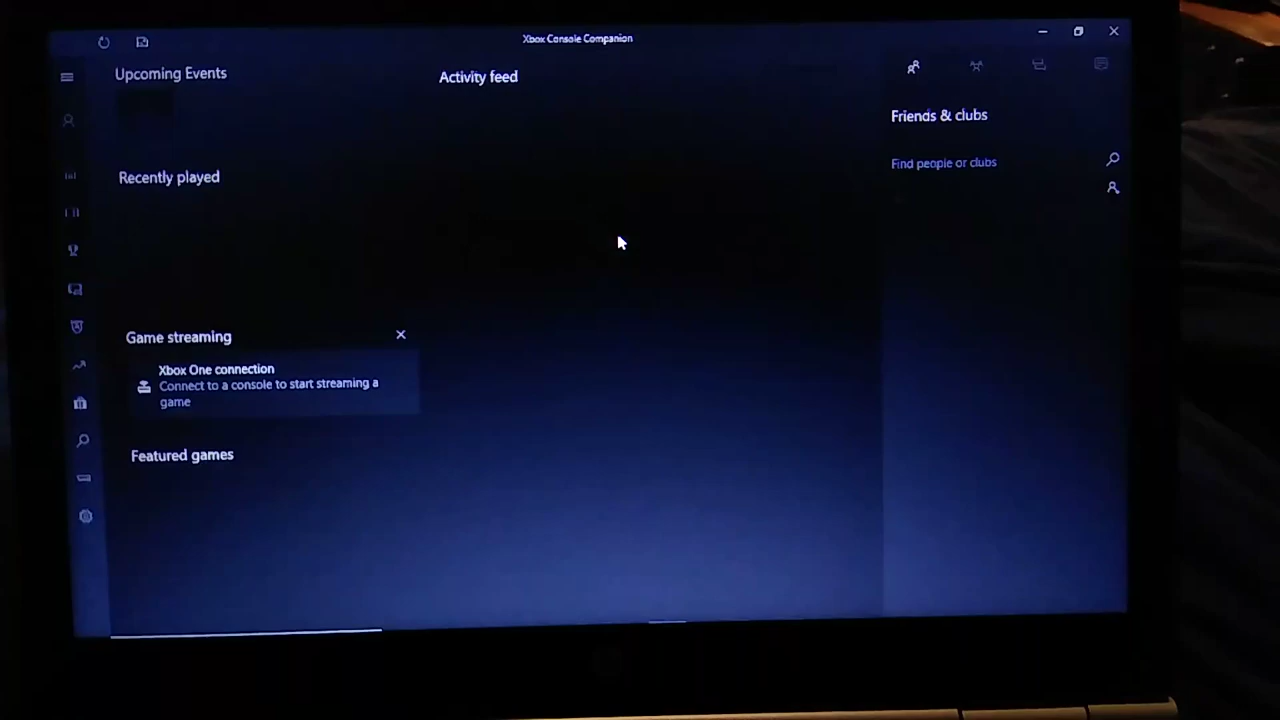 Xbox Console Companion
Upcoming Events
Activity feed
Friends & clubs
Find people or clubs
Recently played
Game streaming
Xbox One connection
Connect to a console to start streaming a
game
Featured games